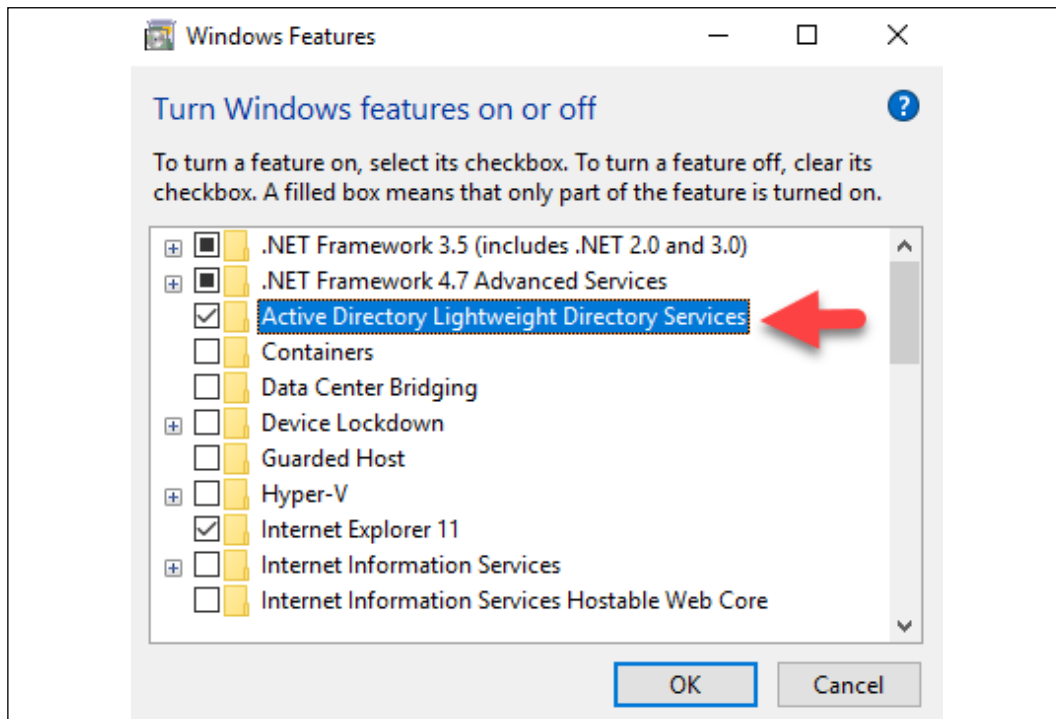 Windows Features
Turn Windows features on or off
?
To turn a feature on, select its checkbox. To turn a feature off, clear its
checkbox. A filled box means that only part of the feature is turned on.
.NET Framework 3.5 (includes .NET 2.0 and 3.0)
.NET Framework 4.7 Advanced Services
Active Directory Lightweight Directory Services
Containers
Data Center Bridging
Device Lockdown
Guarded Host
Hyper-V
Internet Explorer 11
Internet Information Services
Internet Information Services Hostable Web Core
OK Cancel